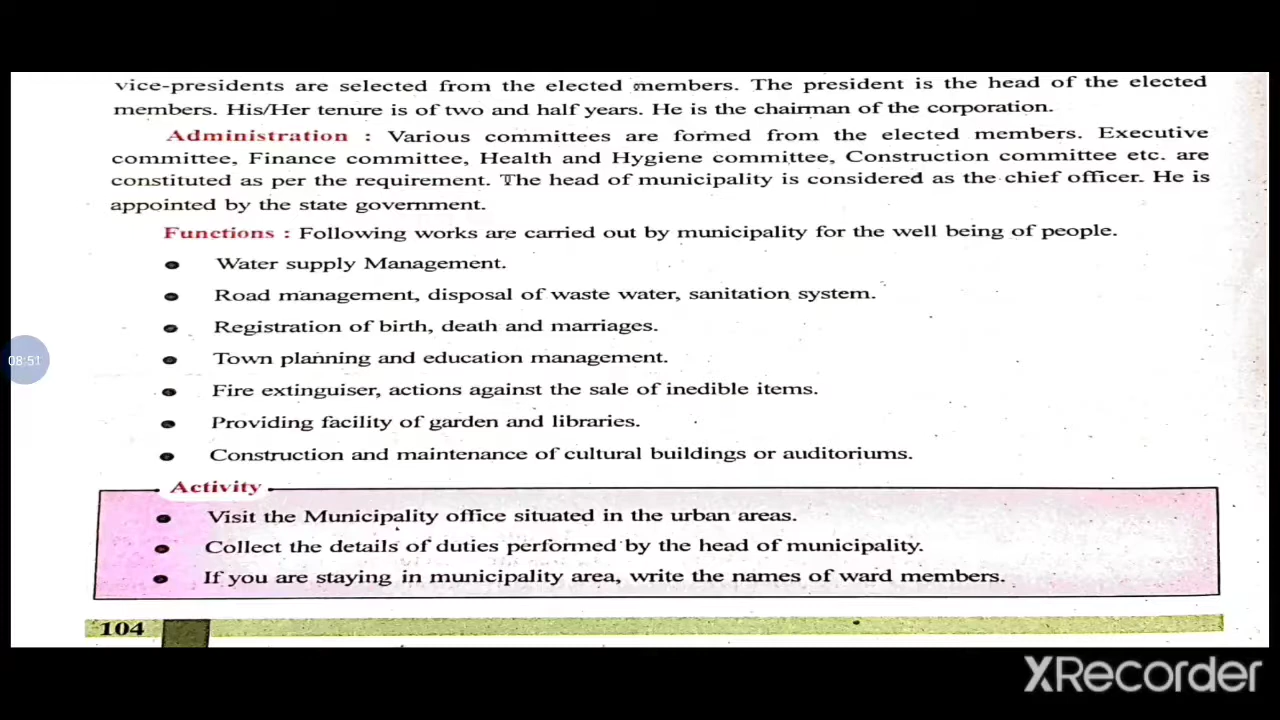 vice-presidents are selected from the elected members. The president is the head of the elected
members. His/Her tenure is of two and half years. He is the chairman of the corporation.
Administration : Various committees are formed from the elected members. Executive
committee, Finance committee, Health and Hygiene committee, Construction committee etc. are
constituted as per the requirement. The head of municipality is considered as the chief officer. He is
appointed by the state government.
Functions : Following works are carried out by municipality for the well being of people.
● Water supply Management.
● Road management, disposal of waste water, sanitation system.
● Registration of birth, death and marriages.
08:51
● Town planning and education management.
● Fire extinguiser, actions against the sale of inedible items.
● Providing facility of garden and libraries.
● Construction and maintenance of cultural buildings or auditoriums.
Activity
● Visit the Municipality office situated in the urban areas.
● Collect the details of duties performed by the head of municipality.
● If you are staying in municipality area, write the names of ward members.
104
XRecorder